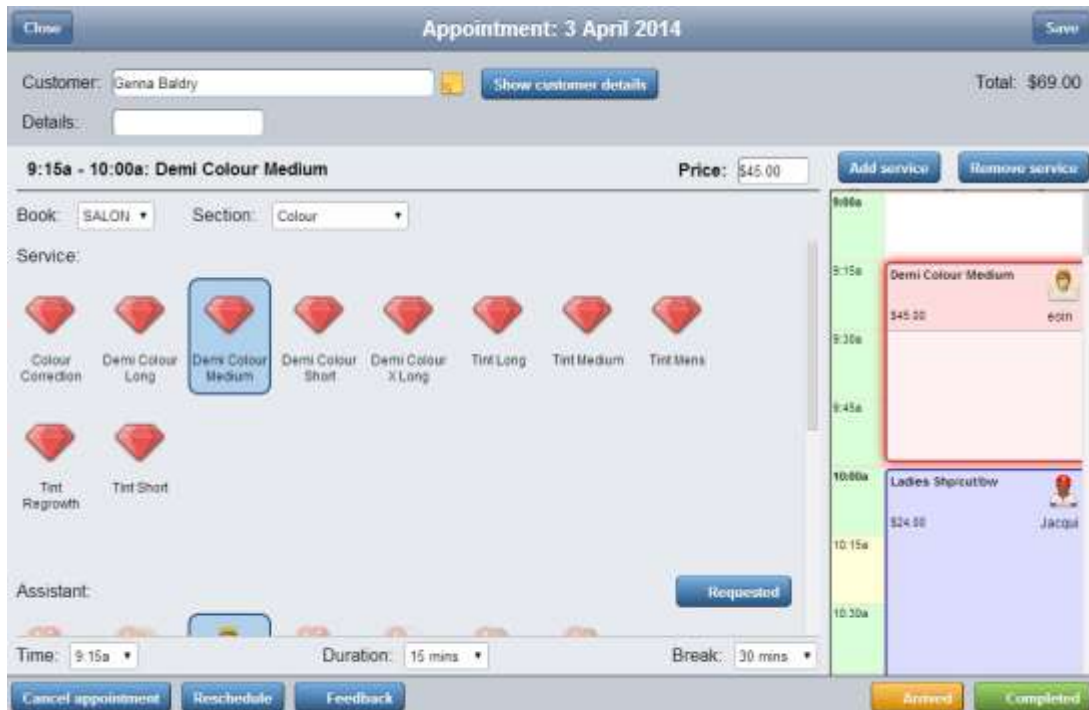 Close
Appointment: 3 April 2014
Save
Customer:
Genna Baldry
Show customer details
Total: $69.00
Details:
9:15a - 10:00a: Demi Colour Medium
Price: $45.00
Add service
Remove service
Book: SALON
Section: Colour
Service:
Colour
Correction
Demi Colour
Long
Demi Colour
Medium
Demi Colour
Short
Demi Colour
X Long
Tint Long
Tint Medium
Tint Mens
Tint
Regrowth
Tint Short
Assistant:
Requested
Time: 9:15a
Duration: 15 mins
Break: 30 mins
Cancel appointment
Reschedule
Feedback
Arrived
Completed
9:00a
9:15a
Demi Colour Medium
$45.00
9:30a
9:45a
10:00a
Ladies Shp/cut/bw
$24.00
Jacqui
10:15a
10:30a